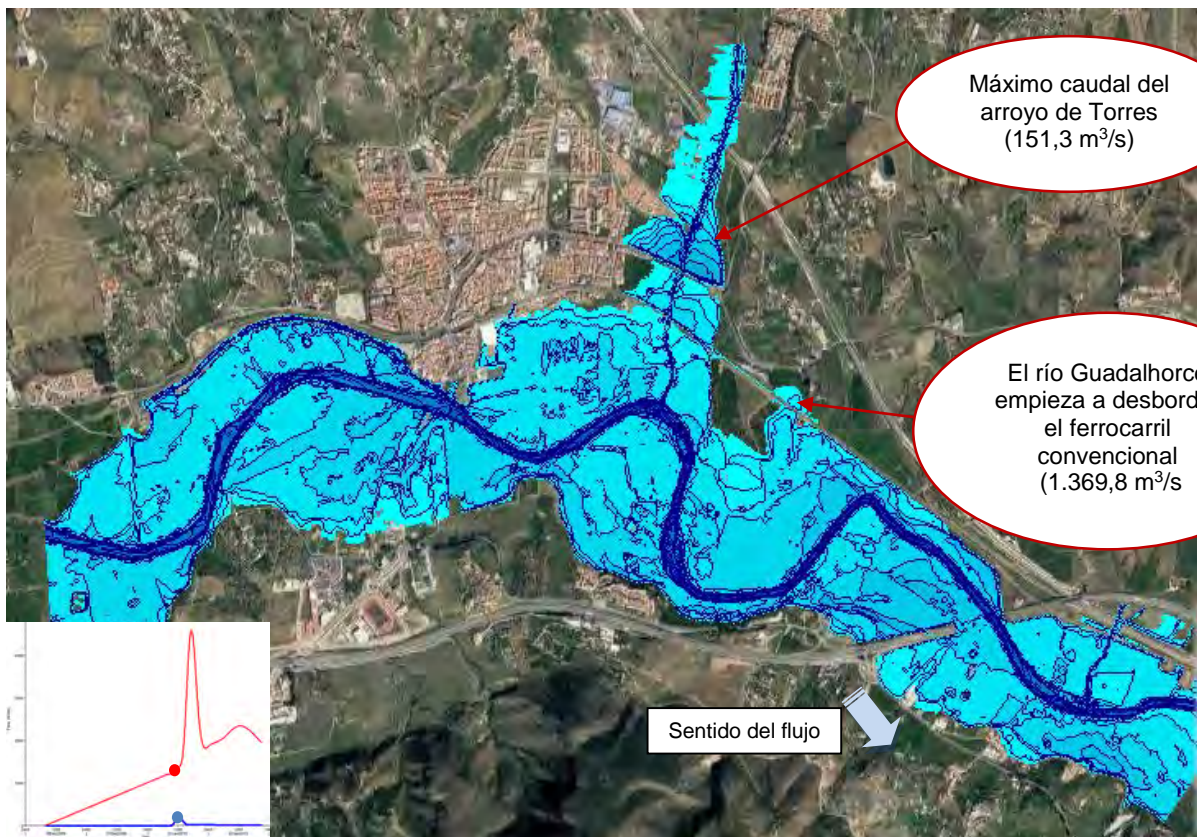 Máximo caudal del
arroyo de Torres
(151,3 m³/s)
El río Guadalhorc
empieza a desbord
el ferrocarril
convencional
(1.369,8 m³/s
Sentido del flujo